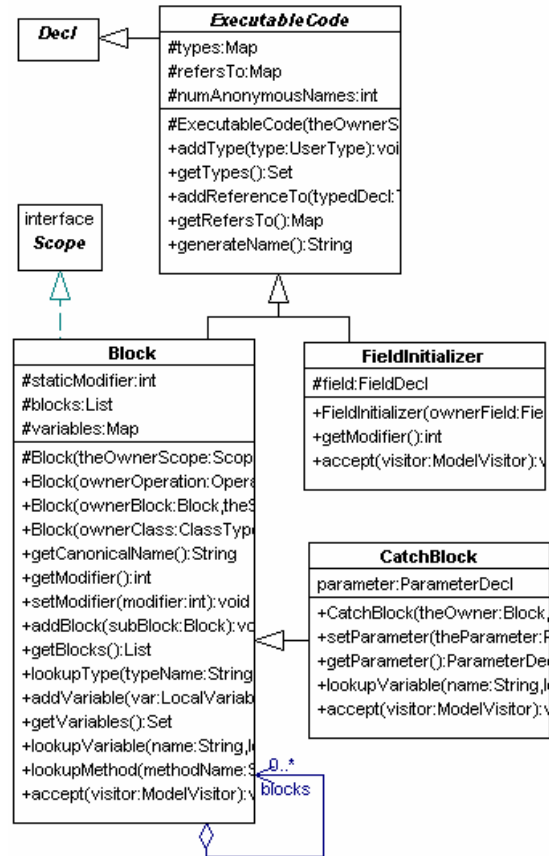 Decl
ExecutableCode
#types:Map
#refersTo:Map
#numAnonymousNames:int
#ExecutableCode(theOwnerS
+addType(type:UserType):voi
+getTypes():Set
+addReferenceTo(typedDecl:T
+getRefersTo():Map
+generateName():String
interface
Scope
Block
#staticModifier:int
#blocks:List
#variables:Map
#Block(theOwnerScope:Scop
+Block(ownerOperation:Opera
+Block(ownerBlock:Block,theS
+Block(ownerClass:ClassType
+getCanonicalName():String
+getModifier():int
+setModifier(modifier:int):void
+addBlock(subBlock:Block):vo
+getBlocks():List
+lookupType(typeName:String
+addVariable(var:LocalVariab
+getVariables():Set
+lookupVariable(name:String,l
+lookupMethod(methodName:S
+accept(visitor:ModelVisitor):v
FieldInitializer
#field:FieldDecl
+FieldInitializer(ownerField:Fie
+getModifier():int
+accept(visitor:ModelVisitor):v
CatchBlock
parameter:ParameterDecl
+CatchBlock(theOwner:Block,
+setParameter(theParameter:P
+getParameter():ParameterDec
+lookupVariable(name:String,l
+accept(visitor:ModelVisitor):v
0..*
blocks